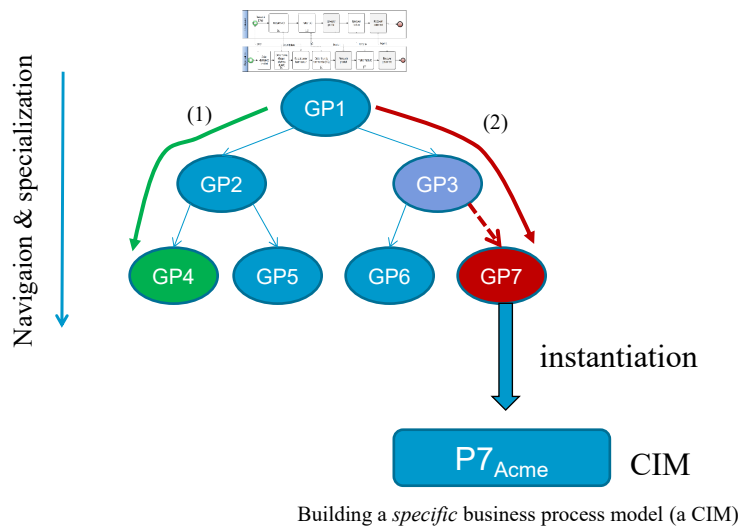 (1)
GP1
(2)
Navigaion & specialization
GP2
GP3
GP4
GP5
GP6
GP7
instantiation
P7Acme
CIM
Building a specific business process model (a CIM)